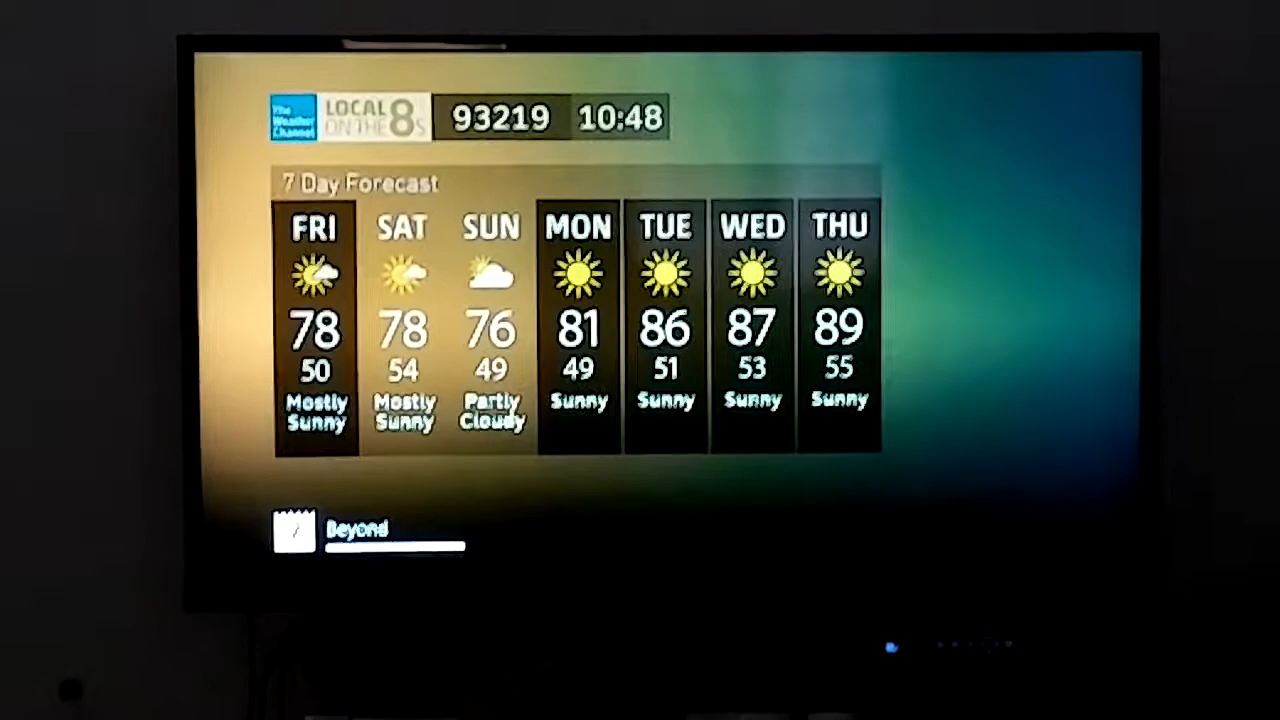 The Weather Channel
LOCAL ON THE 8s
93219 10:48
7 Day Forecast
FRI SAT SUN MON TUE WED THU
78 78 76 81 86 87 89
50 54 49 49 51 53 55
Mostly Sunny Mostly Sunny Partly Cloudy Sunny Sunny Sunny Sunny
7 Beyond